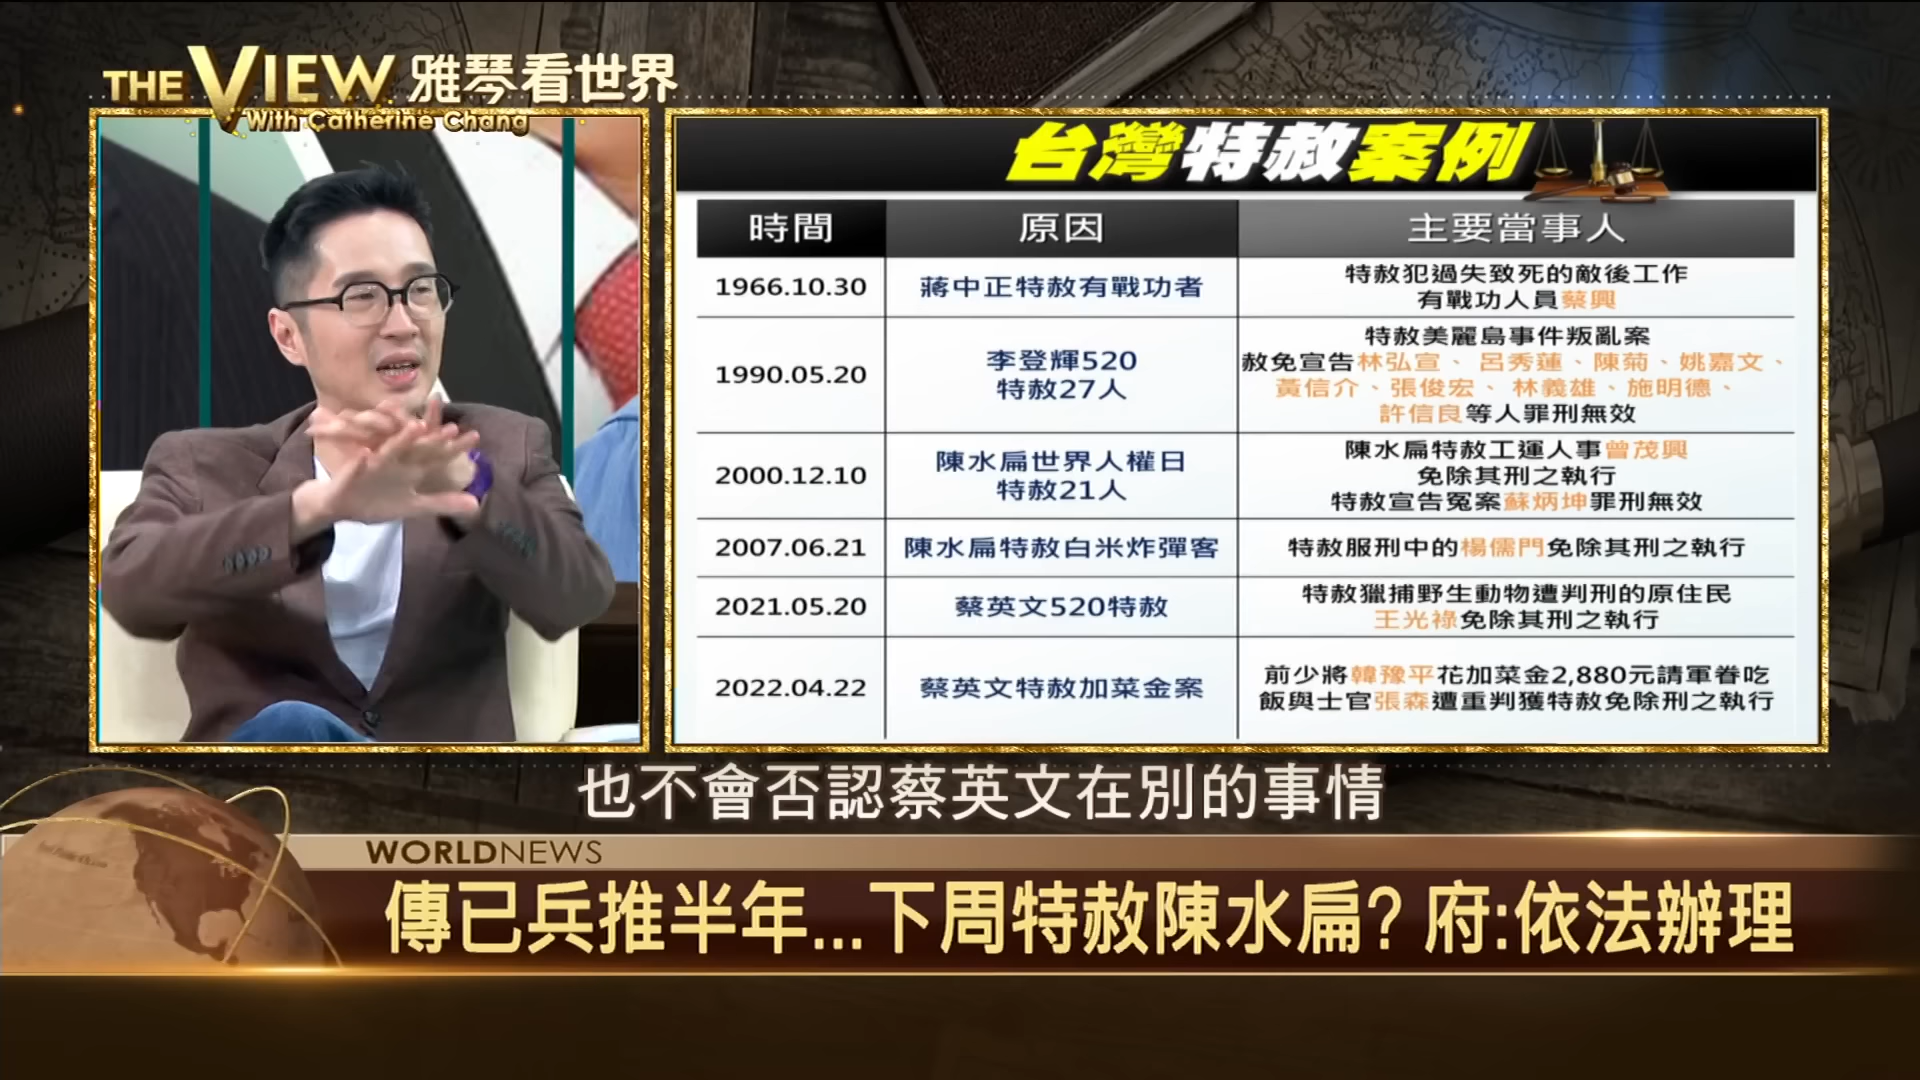 THE VIEW 雅琴看世界
With Catherine Chang
台灣特赦案例
時間 原因 主要當事人
1966.10.30 蔣中正特赦有戰功者 特赦犯過失致死的敵後工作
有戰功人員蔡興
1990.05.20 李登輝520
特赦27人
特赦美麗島事件叛亂案
赦免宣告林弘宣、呂秀蓮、陳菊、姚嘉文、
黃信介、張俊宏、林義雄、施明德、
許信良等人罪刑無效
2000.12.10 陳水扁世界人權日
特赦21人
陳水扁特赦工運人事曾茂興
免除其刑之執行
特赦宣告冤案蘇炳坤罪刑無效
2007.06.21 陳水扁特赦白米炸彈客 特赦服刑中的楊儒門免除其刑之執行
2021.05.20 蔡英文520特赦 特赦獵捕野生動物遭判刑的原住民
王光祿免除其刑之執行
2022.04.22 蔡英文特赦加菜金案 前少將韓豫平花加菜金2,880元請軍眷吃
飯與士官張森遭重判獲特赦免除刑之執行
也不會否認蔡英文在別的事情
WORLDNEWS
傳已兵推半年...下周特赦陳水扁? 府:依法辦理